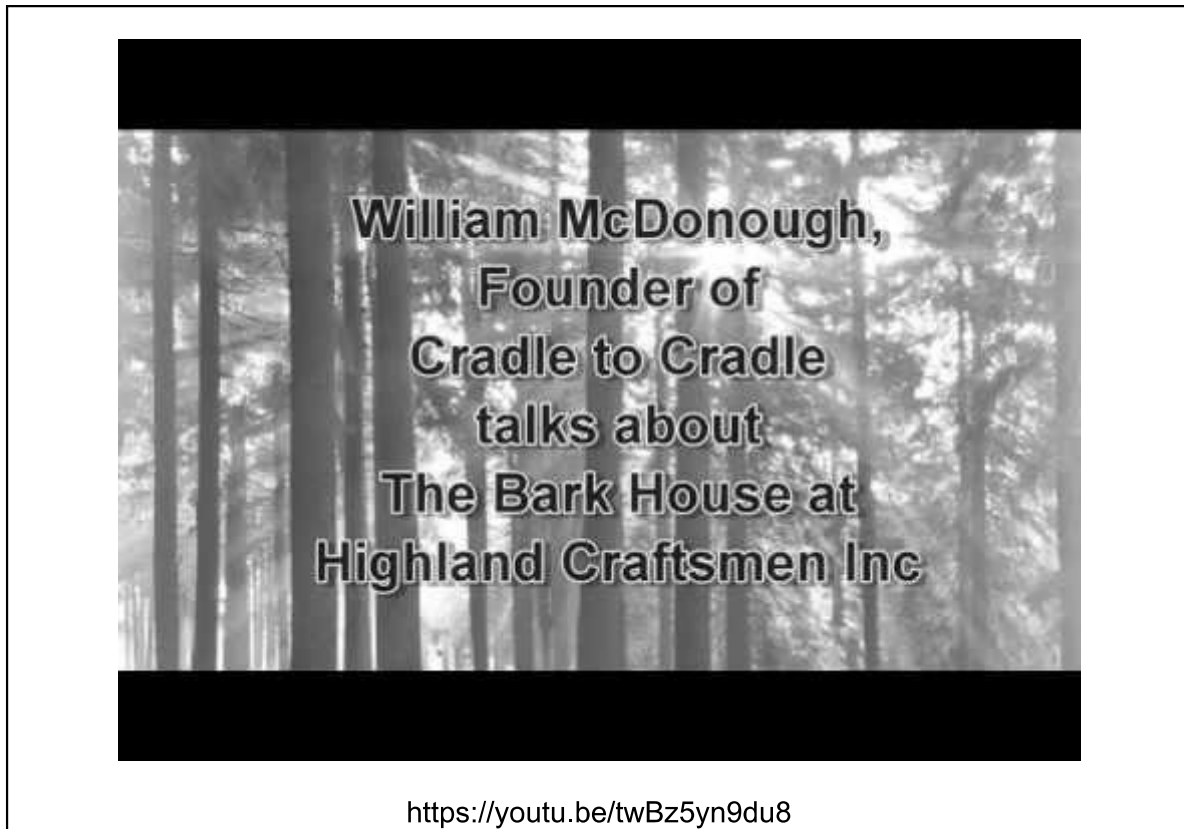 William McDonough,
Founder of
Cradle to Cradle
talks about
The Bark House at
Highland Craftsmen Inc
https://youtu.be/twBz5yn9du8